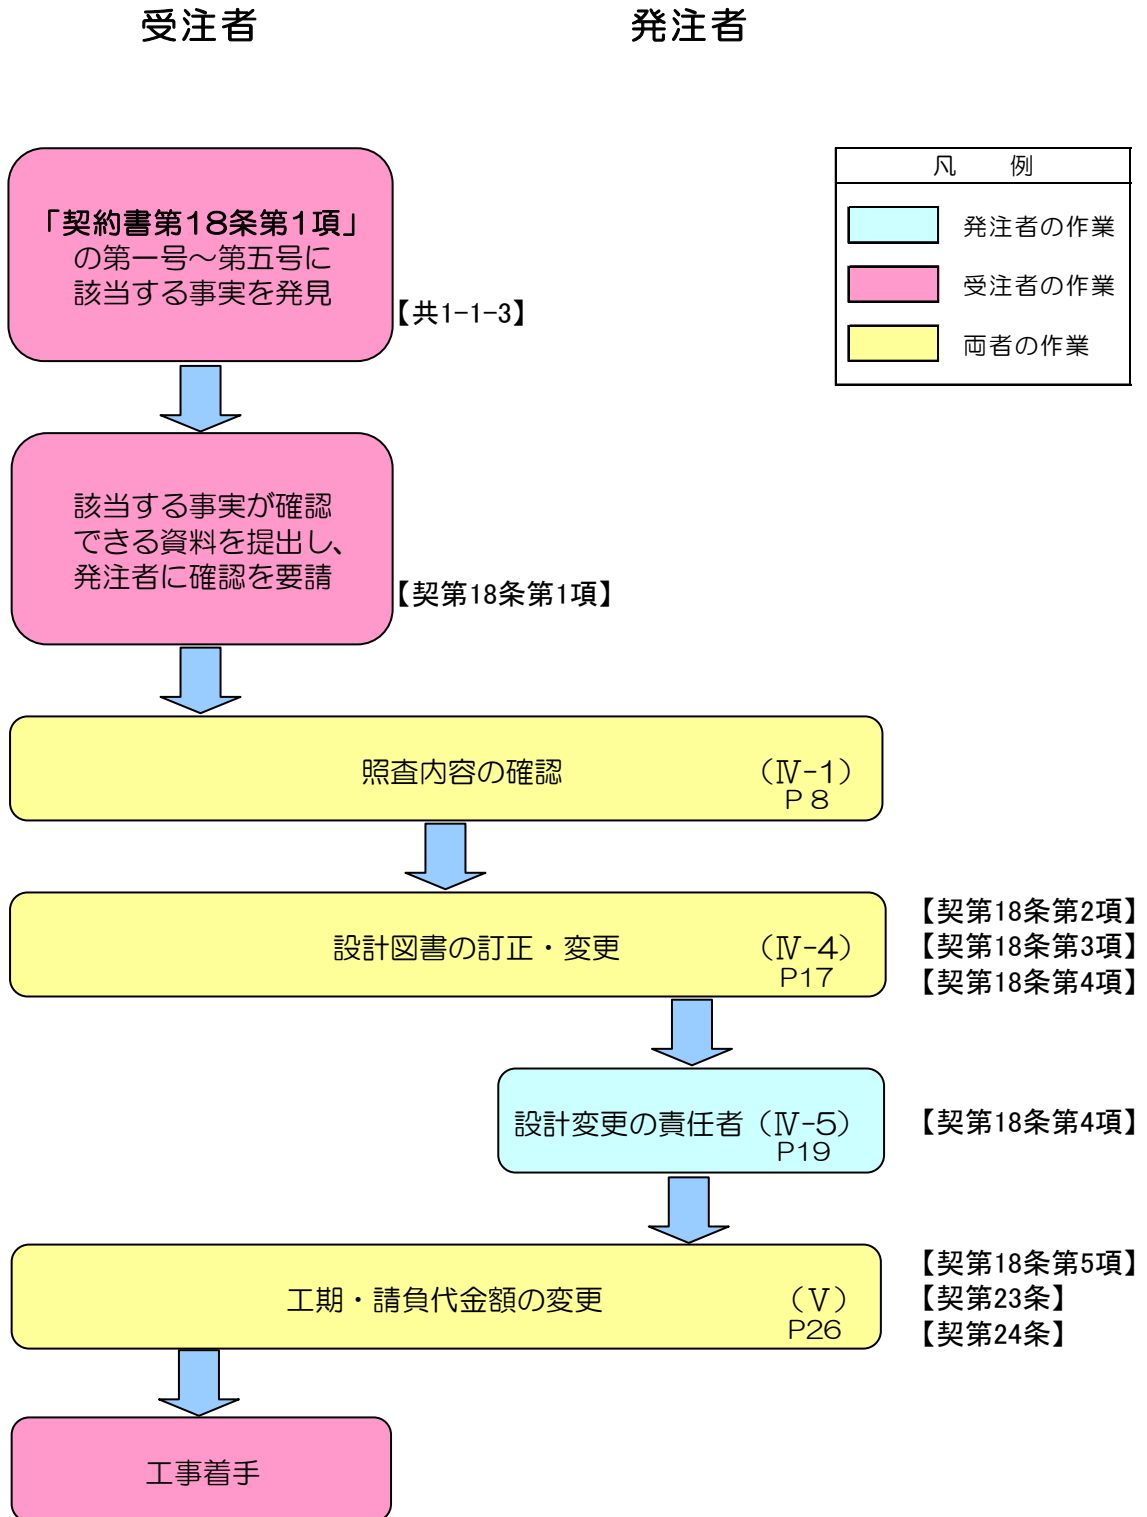 受注者
発注者
凡　例
発注者の作業
受注者の作業
両者の作業
「契約書第18条第1項」
の第一号～第五号に
該当する事実を発見
【共1-1-3】
該当する事実が確認
できる資料を提出し、
発注者に確認を要請
【契第18条第1項】
照査内容の確認　（Ⅳ-1）
P 8
設計図書の訂正・変更　（Ⅳ-4）
P17
【契第18条第2項】
【契第18条第3項】
【契第18条第4項】
設計変更の責任者（Ⅳ-5）
P19
【契第18条第4項】
工期・請負代金額の変更　（Ⅴ）
P26
【契第18条第5項】
【契第23条】
【契第24条】
工事着手